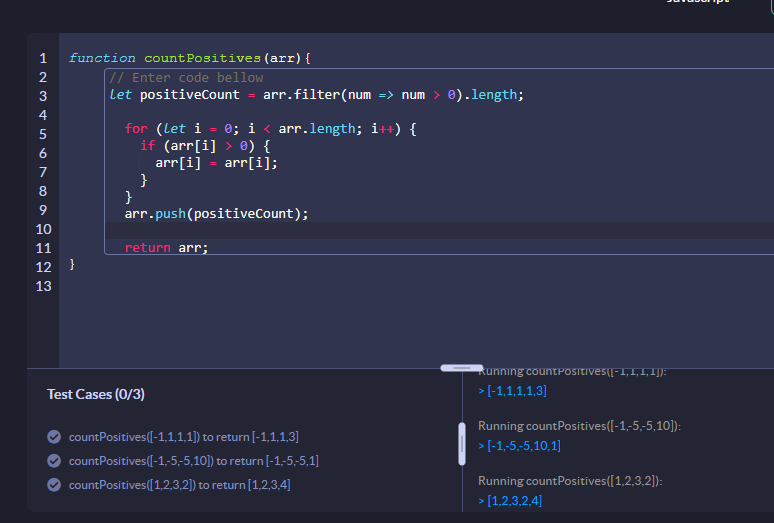 Javascript
1 function countPositives(arr){
2 // Enter code bellow
3 let positiveCount = arr.filter(num => num > 0).length;
4
5 for (let i = 0; i < arr.length; i++) {
6 if (arr[i] > 0) {
7 arr[i] = arr[i];
8 }
9 }
10 arr.push(positiveCount);
11 return arr;
12 }
13
Test Cases (0/3)
countPositives([-1,1,1,1]) to return [-1,1,1,3]
countPositives([-1,-5,-5,10]) to return [-1,-5,-5,1]
countPositives([1,2,3,2]) to return [1,2,3,4]
Running countPositives([-1,1,1,1]):
> [-1,1,1,1,3]
Running countPositives([-1,-5,-5,10]):
> [-1,-5,-5,10,1]
Running countPositives([1,2,3,2]):
> [1,2,3,2,4]